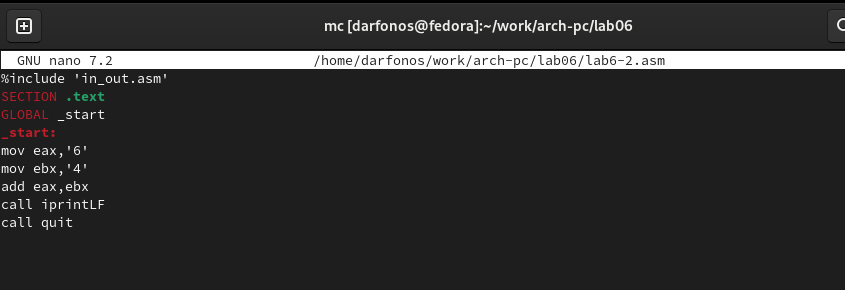 mc [darfonos@fedora]:~/work/arch-pc/lab06
GNU nano 7.2 /home/darfonos/work/arch-pc/lab06/lab6-2.asm
%include 'in_out.asm'
SECTION .text
GLOBAL _start
_start:
mov eax,'6'
mov ebx,'4'
add eax,ebx
call iprintLF
call quit